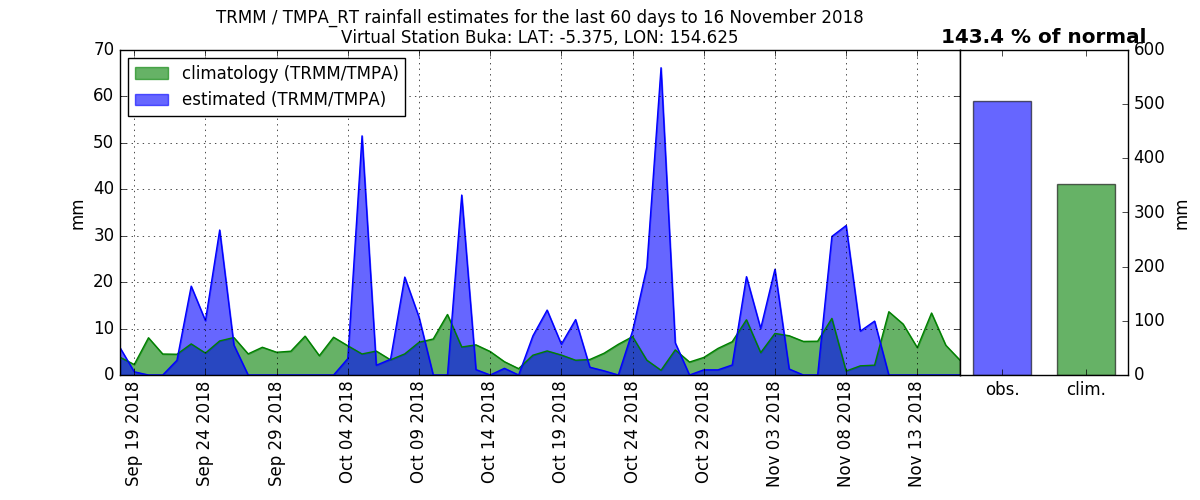 TRMM / TMPA_RT rainfall estimates for the last 60 days to 16 November 2018
Virtual Station Buka: LAT: -5.375, LON: 154.625
143.4 % of normal
climatology (TRMM/TMPA)
estimated (TRMM/TMPA)
70
60
50
40
30
20
10
0
mm
Sep 19 2018
Sep 24 2018
Sep 29 2018
Oct 04 2018
Oct 09 2018
Oct 14 2018
Oct 19 2018
Oct 24 2018
Oct 29 2018
Nov 03 2018
Nov 08 2018
Nov 13 2018
obs.
clim.
600
500
400
300
200
100
0
mm